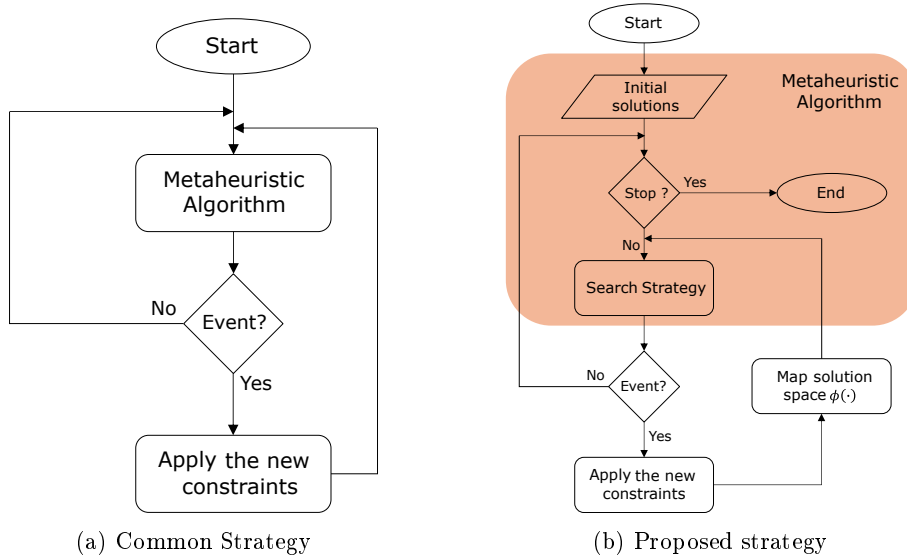 Start
Metaheuristic
Algorithm
No
Event?
Yes
Apply the new
constraints
(a) Common Strategy
Start
Metaheuristic
Algorithm
Initial
solutions
Stop ?
Yes
End
No
Search Strategy
No
Event?
Map solution
space ϕ(·)
Yes
Apply the new
constraints
(b) Proposed strategy